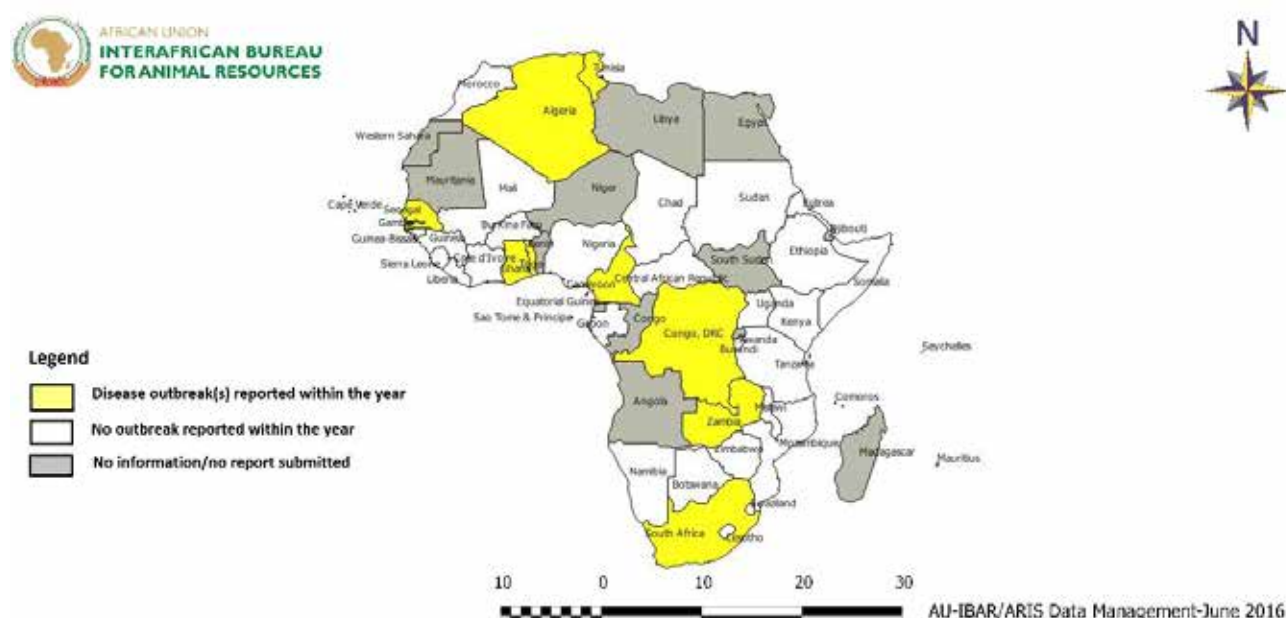 AFRICAN UNION
INTERAFRICAN BUREAU
FOR ANIMAL RESOURCES
N
Tunisia
Morocco
Algeria
Libya
Egypt
Western Sahara
Mauritania
Mali
Niger
Chad
Sudan
Eritrea
Cape Verde
Senegal
Gambia
Djibouti
Guinea-Bissau
Guinea
Burkina Faso
Benin
Nigeria
Ethiopia
Sierra Leone
Cote d'Ivoire
Ghana
Togo
South Sudan
Central African Republic
Liberia
Cameroon
Somalia
Equatorial Guinea
Uganda
Sao Tome & Principe
Gabon
Congo
Congo, DRC
Kenya
Rwanda
Burundi
Seychelles
Tanzania
Legend
Disease outbreak(s) reported within the year
No outbreak reported within the year
No information/no report submitted
Angola
Comoros
Malawi
Zambia
Mozambique
Zimbabwe
Madagascar
Mauritius
Namibia
Botswana
Swaziland
South Africa
Lesotho
10 0 10 20 30
AU-IBAR/ARIS Data Management-June 2016